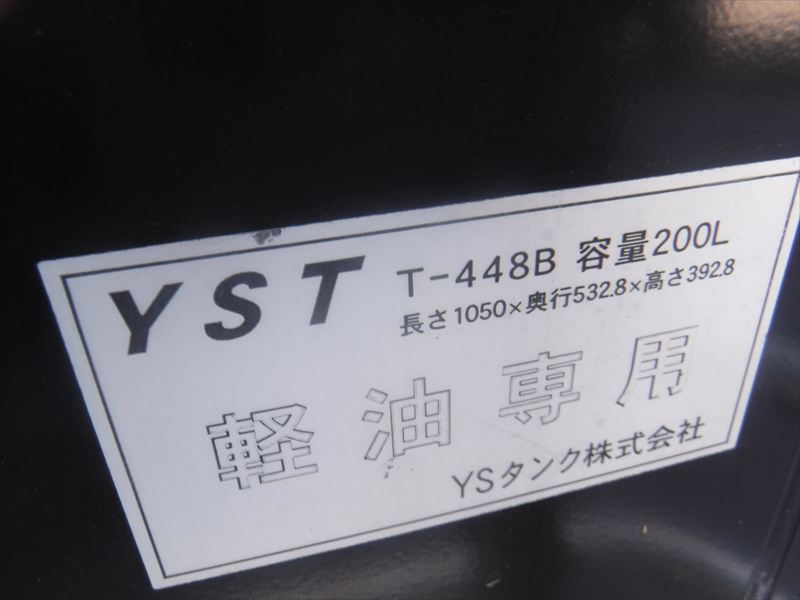 YST
T-448B 容量200L
長さ1050×奥行532.8×高さ392.8
軽油専用
YSタンク株式会社